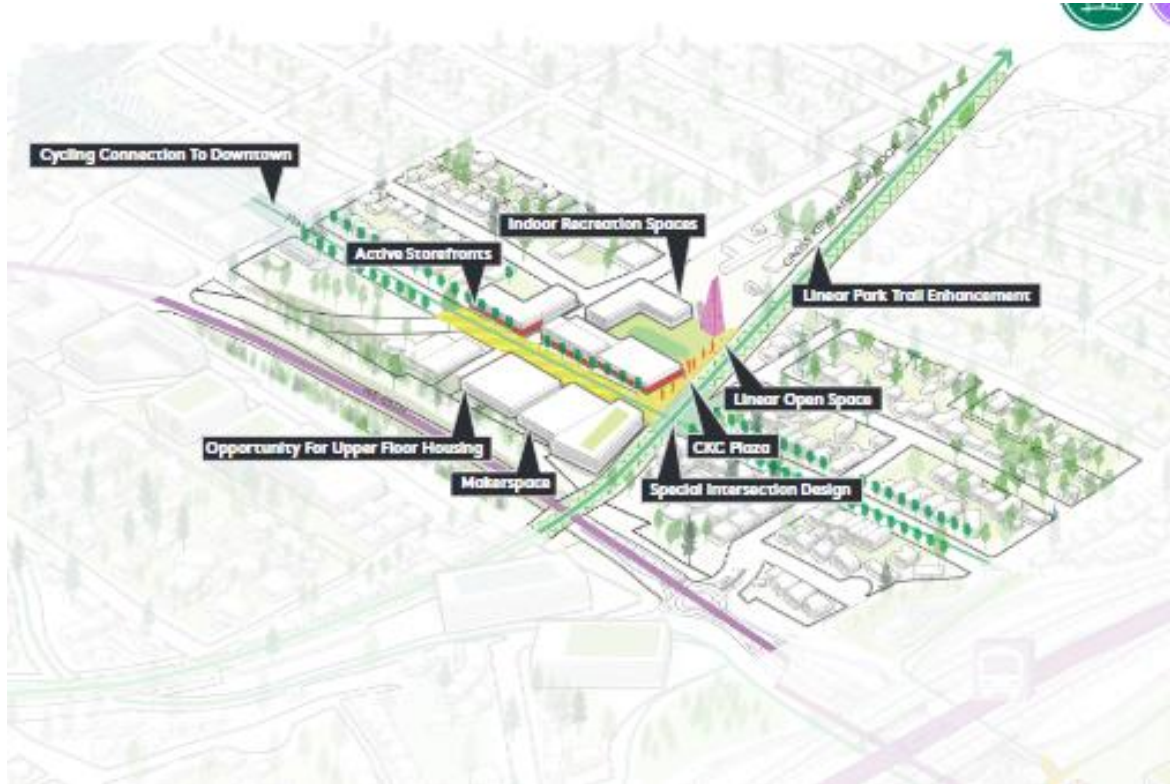 Cycling Connection To Downtown
Indoor Recreation Spaces
Active Storefronts
Linear Park Trail Enhancement
Linear Open Space
Opportunity For Upper Floor Housing
CKC Plaza
Makerspace
Special Intersection Design